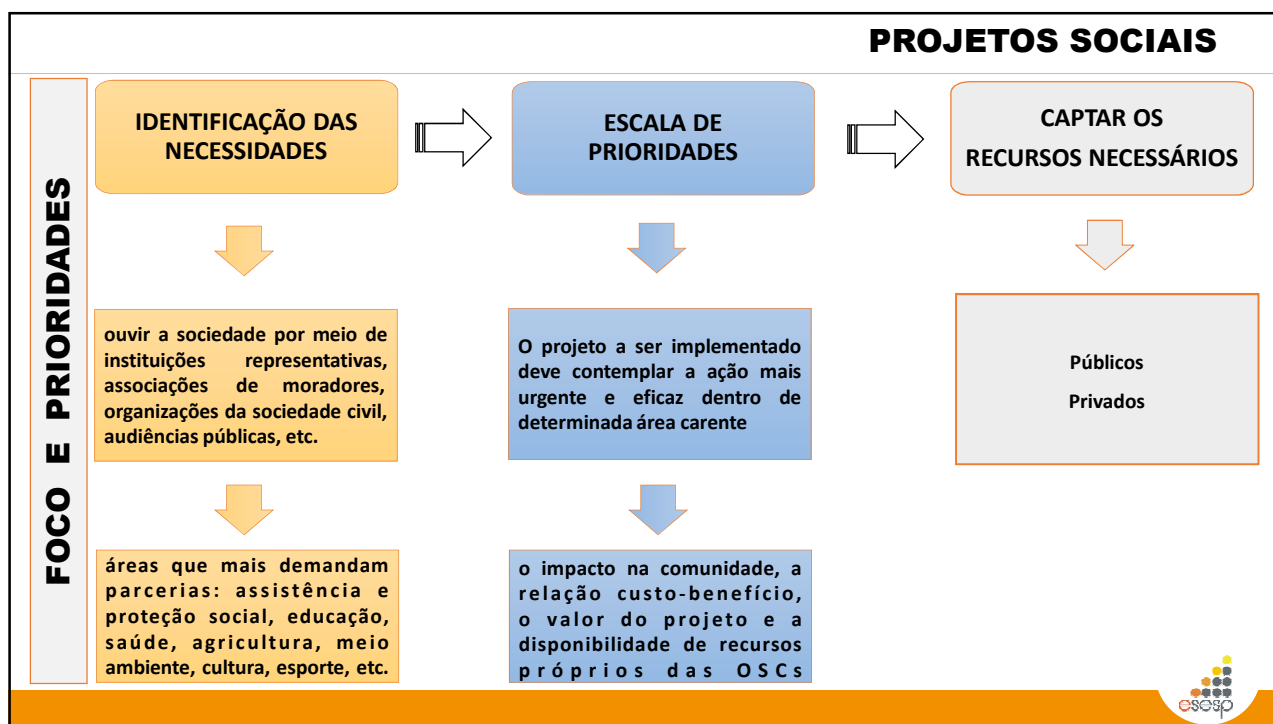 PROJETOS SOCIAIS
FOCO E PRIORIDADES
IDENTIFICAÇÃO DAS
NECESSIDADES
ouvir a sociedade por meio de
instituições representativas,
associações de moradores,
organizações da sociedade civil,
audiências públicas, etc.
áreas que mais demandam
parcerias: assistência e
proteção social, educação,
saúde, agricultura, meio
ambiente, cultura, esporte, etc.
ESCALA DE
PRIORIDADES
O projeto a ser implementado
deve contemplar a ação mais
urgente e eficaz dentro de
determinada área carente
o impacto na comunidade, a
relação custo-benefício,
o valor do projeto e a
disponibilidade de recursos
próprios das OSCs
CAPTAR OS
RECURSOS NECESSÁRIOS
Públicos
Privados
esesp